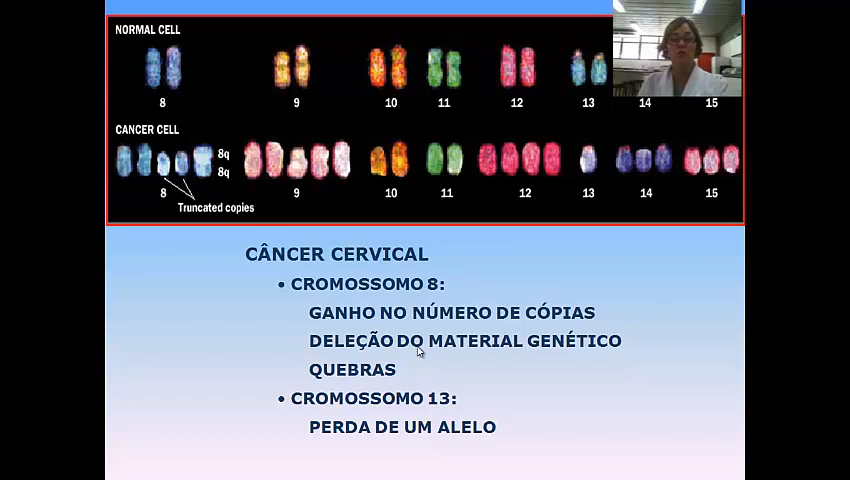 NORMAL CELL
8 9 10 11 12 13 14 15
CANCER CELL
8q
8q
8 9 10 11 12 13 14 15
Truncated copies
CÂNCER CERVICAL
• CROMOSSOMO 8:
GANHO NO NÚMERO DE CÓPIAS
DELEÇÃO DO MATERIAL GENÉTICO
QUEBRAS
• CROMOSSOMO 13:
PERDA DE UM ALELO